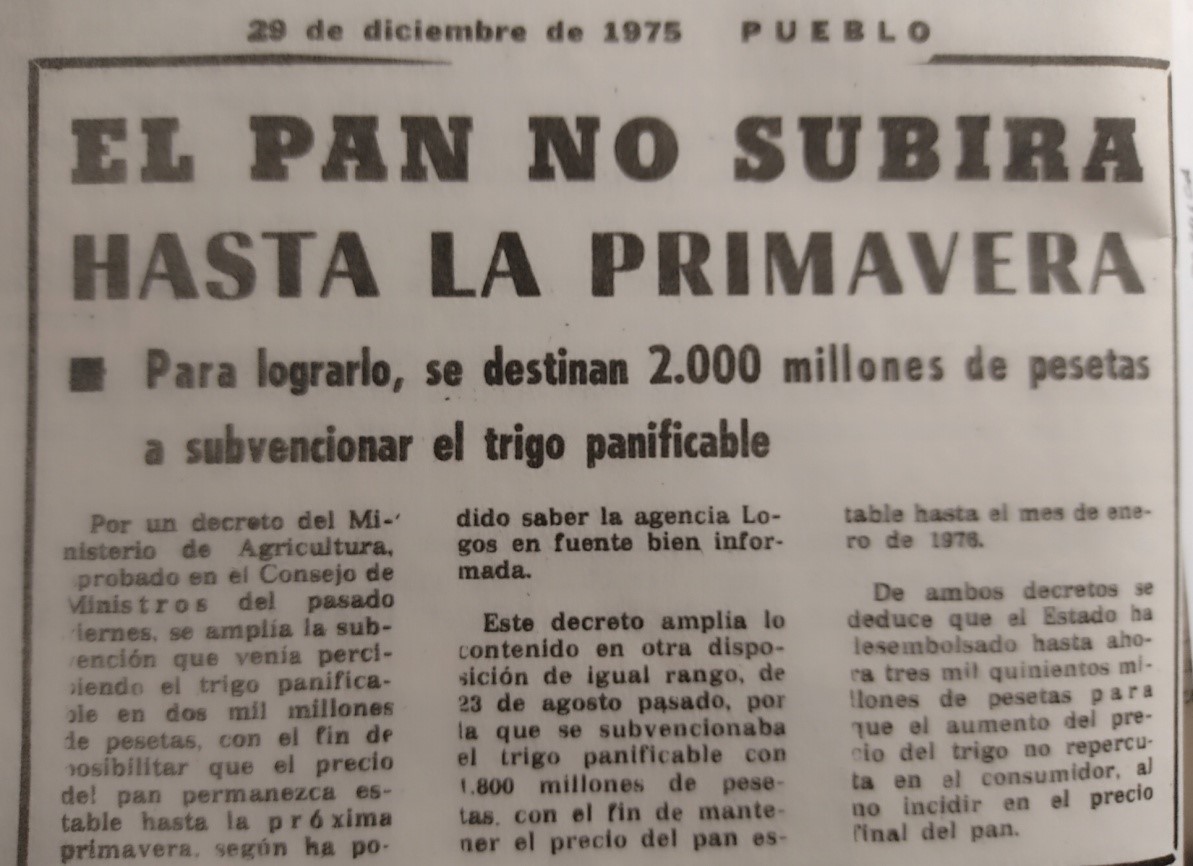 29 de diciembre de 1975 PUEBLO
EL PAN NO SUBIRA
HASTA LA PRIMAVERA
■ Para lograrlo, se destinan 2.000 millones de pesetas
a subvencionar el trigo panificable
Por un decreto del Mi-
nisterio de Agricultura,
probado en el Consejo de
Ministros del pasado
iernes, se amplía la sub-
vención que venía perci-
biendo el trigo panifica-
ble en dos mil millones
de pesetas, con el fin de
posibilitar que el precio
del pan permanezca es-
table hasta la próxima
primavera, según ha po-
dido saber la agencia Lo-
gos en fuente bien infor-
mada.
Este decreto amplía lo
contenido en otra dispo-
sición de igual rango, de
23 de agosto pasado, por
la que se subvencionaba
el trigo panificable con
1.800 millones de pese-
tas, con el fin de mante-
ner el precio del pan es-
table hasta el mes de ene-
ro de 1976.
De ambos decretos se
deduce que el Estado ha
desembolsado hasta aho-
ra tres mil quinientos mi-
llones de pesetas para
que el aumento del pre-
cio del trigo no repercu-
ta en el consumidor, al
no incidir en el precio
final del pan.